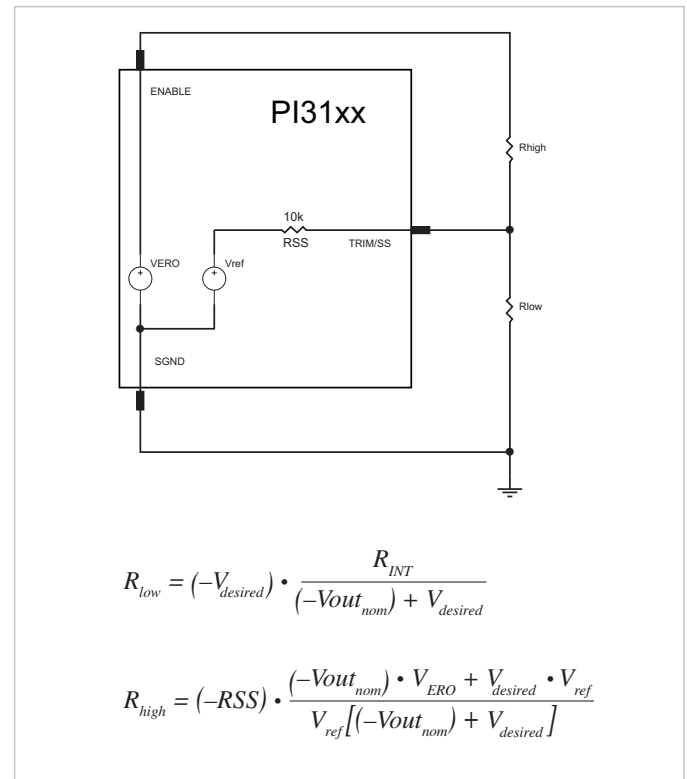 ENABLE
PI31xx
Rhigh
10k
RSS
TRIM/SS
VERO
Vref
Rlow
SGND
R_low = (–V_desired) • R_INT / (–Vout_nom) + V_desired
R_high = (–RSS) • (–Vout_nom) • V_ERO + V_desired • V_ref / V_ref[(–Vout_nom) + V_desired]